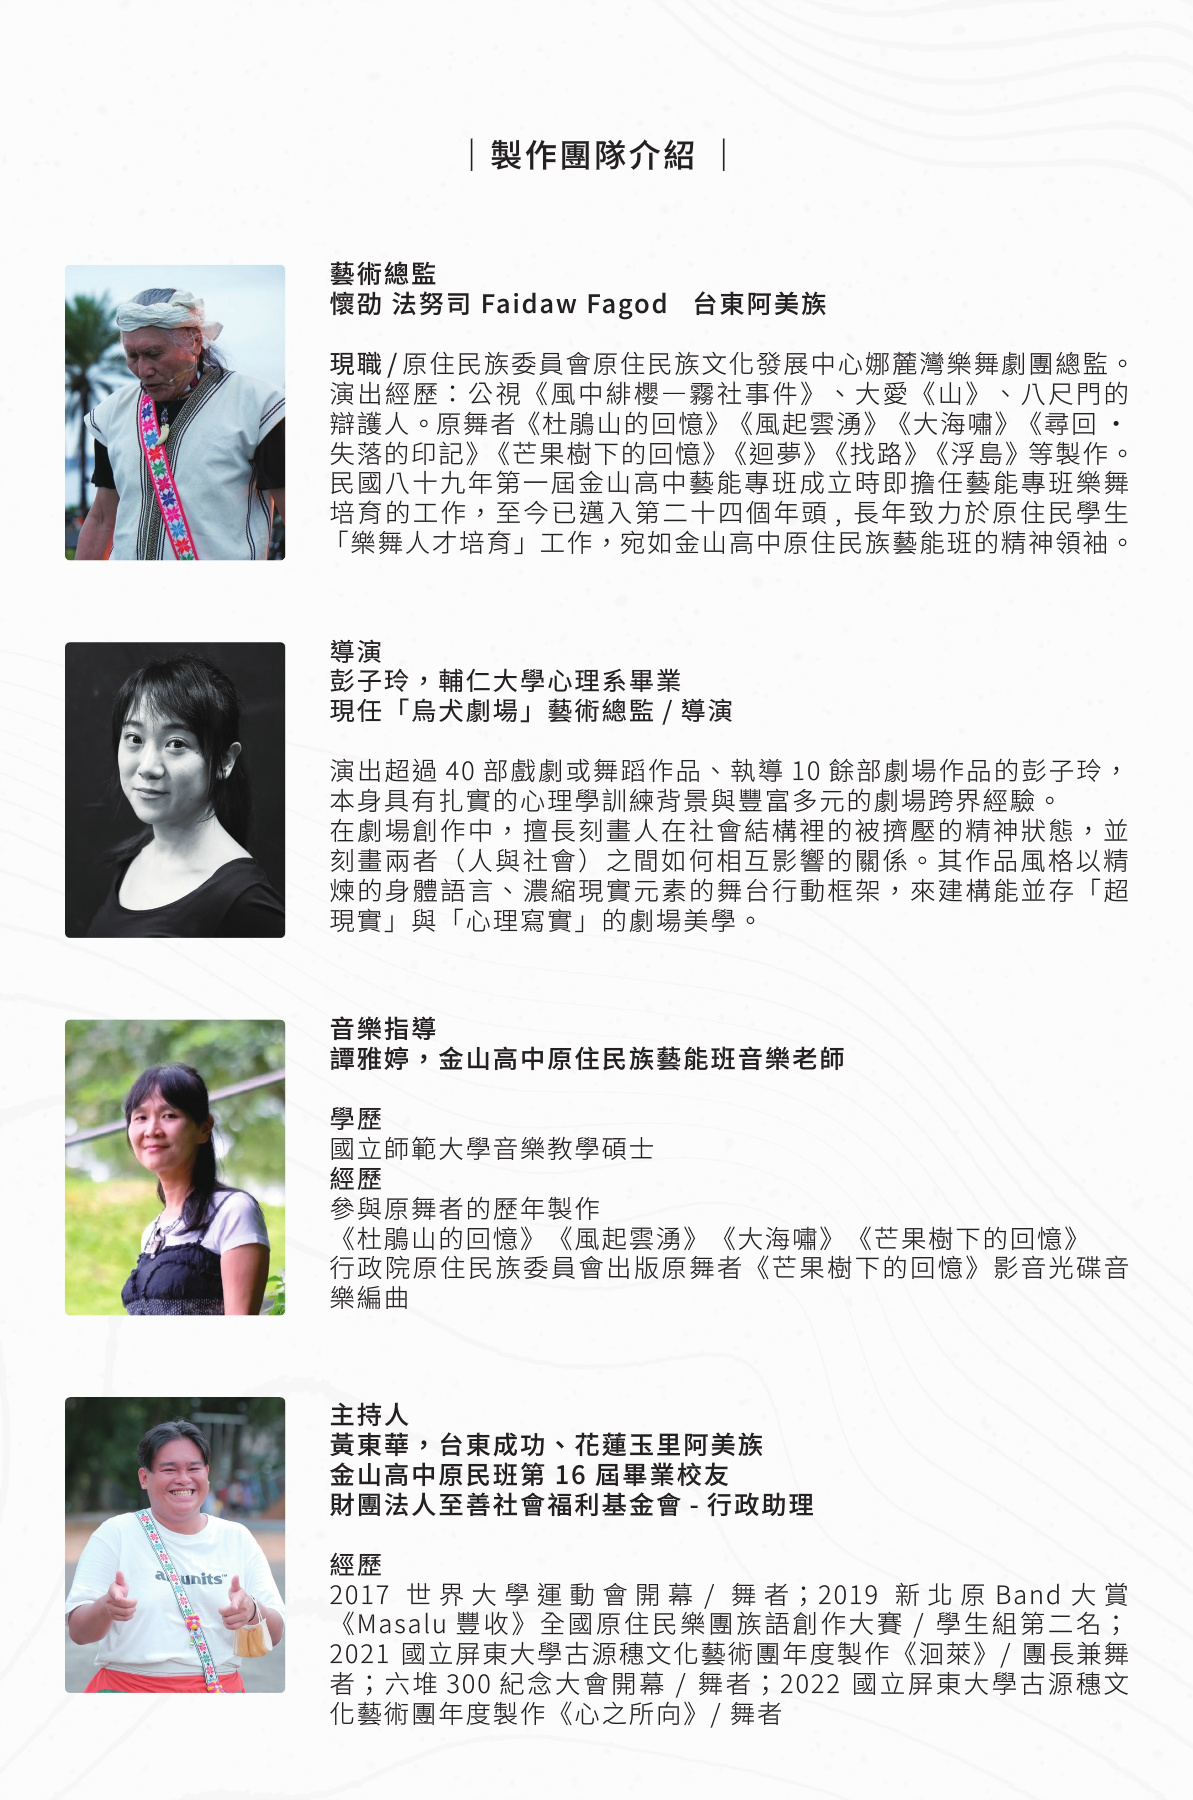 ｜製作團隊介紹 ｜
藝術總監
懷劭 法努司 Faidaw Fagod 台東阿美族
現職 / 原住民族委員會原住民族文化發展中心娜麓灣樂舞劇團總監。
演出經歷：公視《風中緋櫻—霧社事件》、大愛《山》、八尺門的
辯護人。原舞者《杜鵑山的回憶》《風起雲湧》《大海嘯》《尋回・
失落的印記》《芒果樹下的回憶》《迴夢》《找路》《浮島》等製作。
民國八十九年第一屆金山高中藝能專班成立時即擔任藝能專班樂舞
培育的工作，至今已邁入第二十四個年頭 , 長年致力於原住民學生
「樂舞人才培育」工作，宛如金山高中原住民族藝能班的精神領袖。
導演
彭子玲，輔仁大學心理系畢業
現任「烏犬劇場」藝術總監 / 導演
演出超過 40 部戲劇或舞蹈作品、執導 10 餘部劇場作品的彭子玲，
本身具有扎實的心理學訓練背景與豐富多元的劇場跨界經驗。
在劇場創作中，擅長刻畫人在社會結構裡的被擠壓的精神狀態，並
刻畫兩者（人與社會）之間如何相互影響的關係。其作品風格以精
煉的身體語言、濃縮現實元素的舞台行動框架，來建構能並存「超
現實」與「心理寫實」的劇場美學。
音樂指導
譚雅婷，金山高中原住民族藝能班音樂老師
學歷
國立師範大學音樂教學碩士
經歷
參與原舞者的歷年製作
《杜鵑山的回憶》《風起雲湧》《大海嘯》《芒果樹下的回憶》
行政院原住民族委員會出版原舞者《芒果樹下的回憶》影音光碟音
樂編曲
主持人
黃東華，台東成功、花蓮玉里阿美族
金山高中原民班第 16 屆畢業校友
財團法人至善社會福利基金會 - 行政助理
經歷
2017 世界大學運動會開幕 / 舞者；2019 新北原 Band 大賞
《Masalu 豐收》全國原住民樂團族語創作大賽 / 學生組第二名；
2021 國立屏東大學古源穗文化藝術團年度製作《洄萊》/ 團長兼舞
者；六堆 300 紀念大會開幕 / 舞者；2022 國立屏東大學古源穗文
化藝術團年度製作《心之所向》/ 舞者